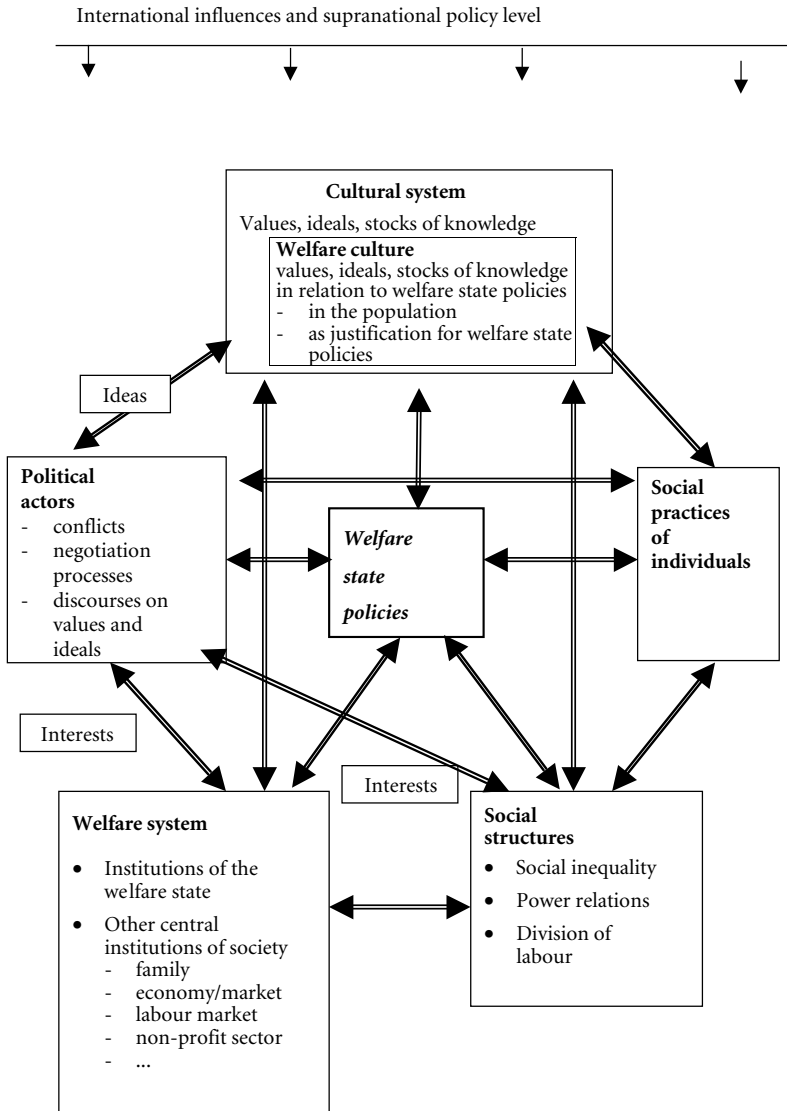 International influences and supranational policy level
Cultural system
Values, ideals, stocks of knowledge
Welfare culture
values, ideals, stocks of knowledge
in relation to welfare state policies
- in the population
- as justification for welfare state
policies
Ideas
Political
actors
- conflicts
- negotiation
processes
- discourses on
values and
ideals
Welfare
state
policies
Social
practices
of
individuals
Interests
Interests
Welfare system
• Institutions of the
welfare state
• Other central
institutions of society
- family
- economy/market
- labour market
- non-profit sector
- ...
Social
structures
• Social inequality
• Power relations
• Division of
labour